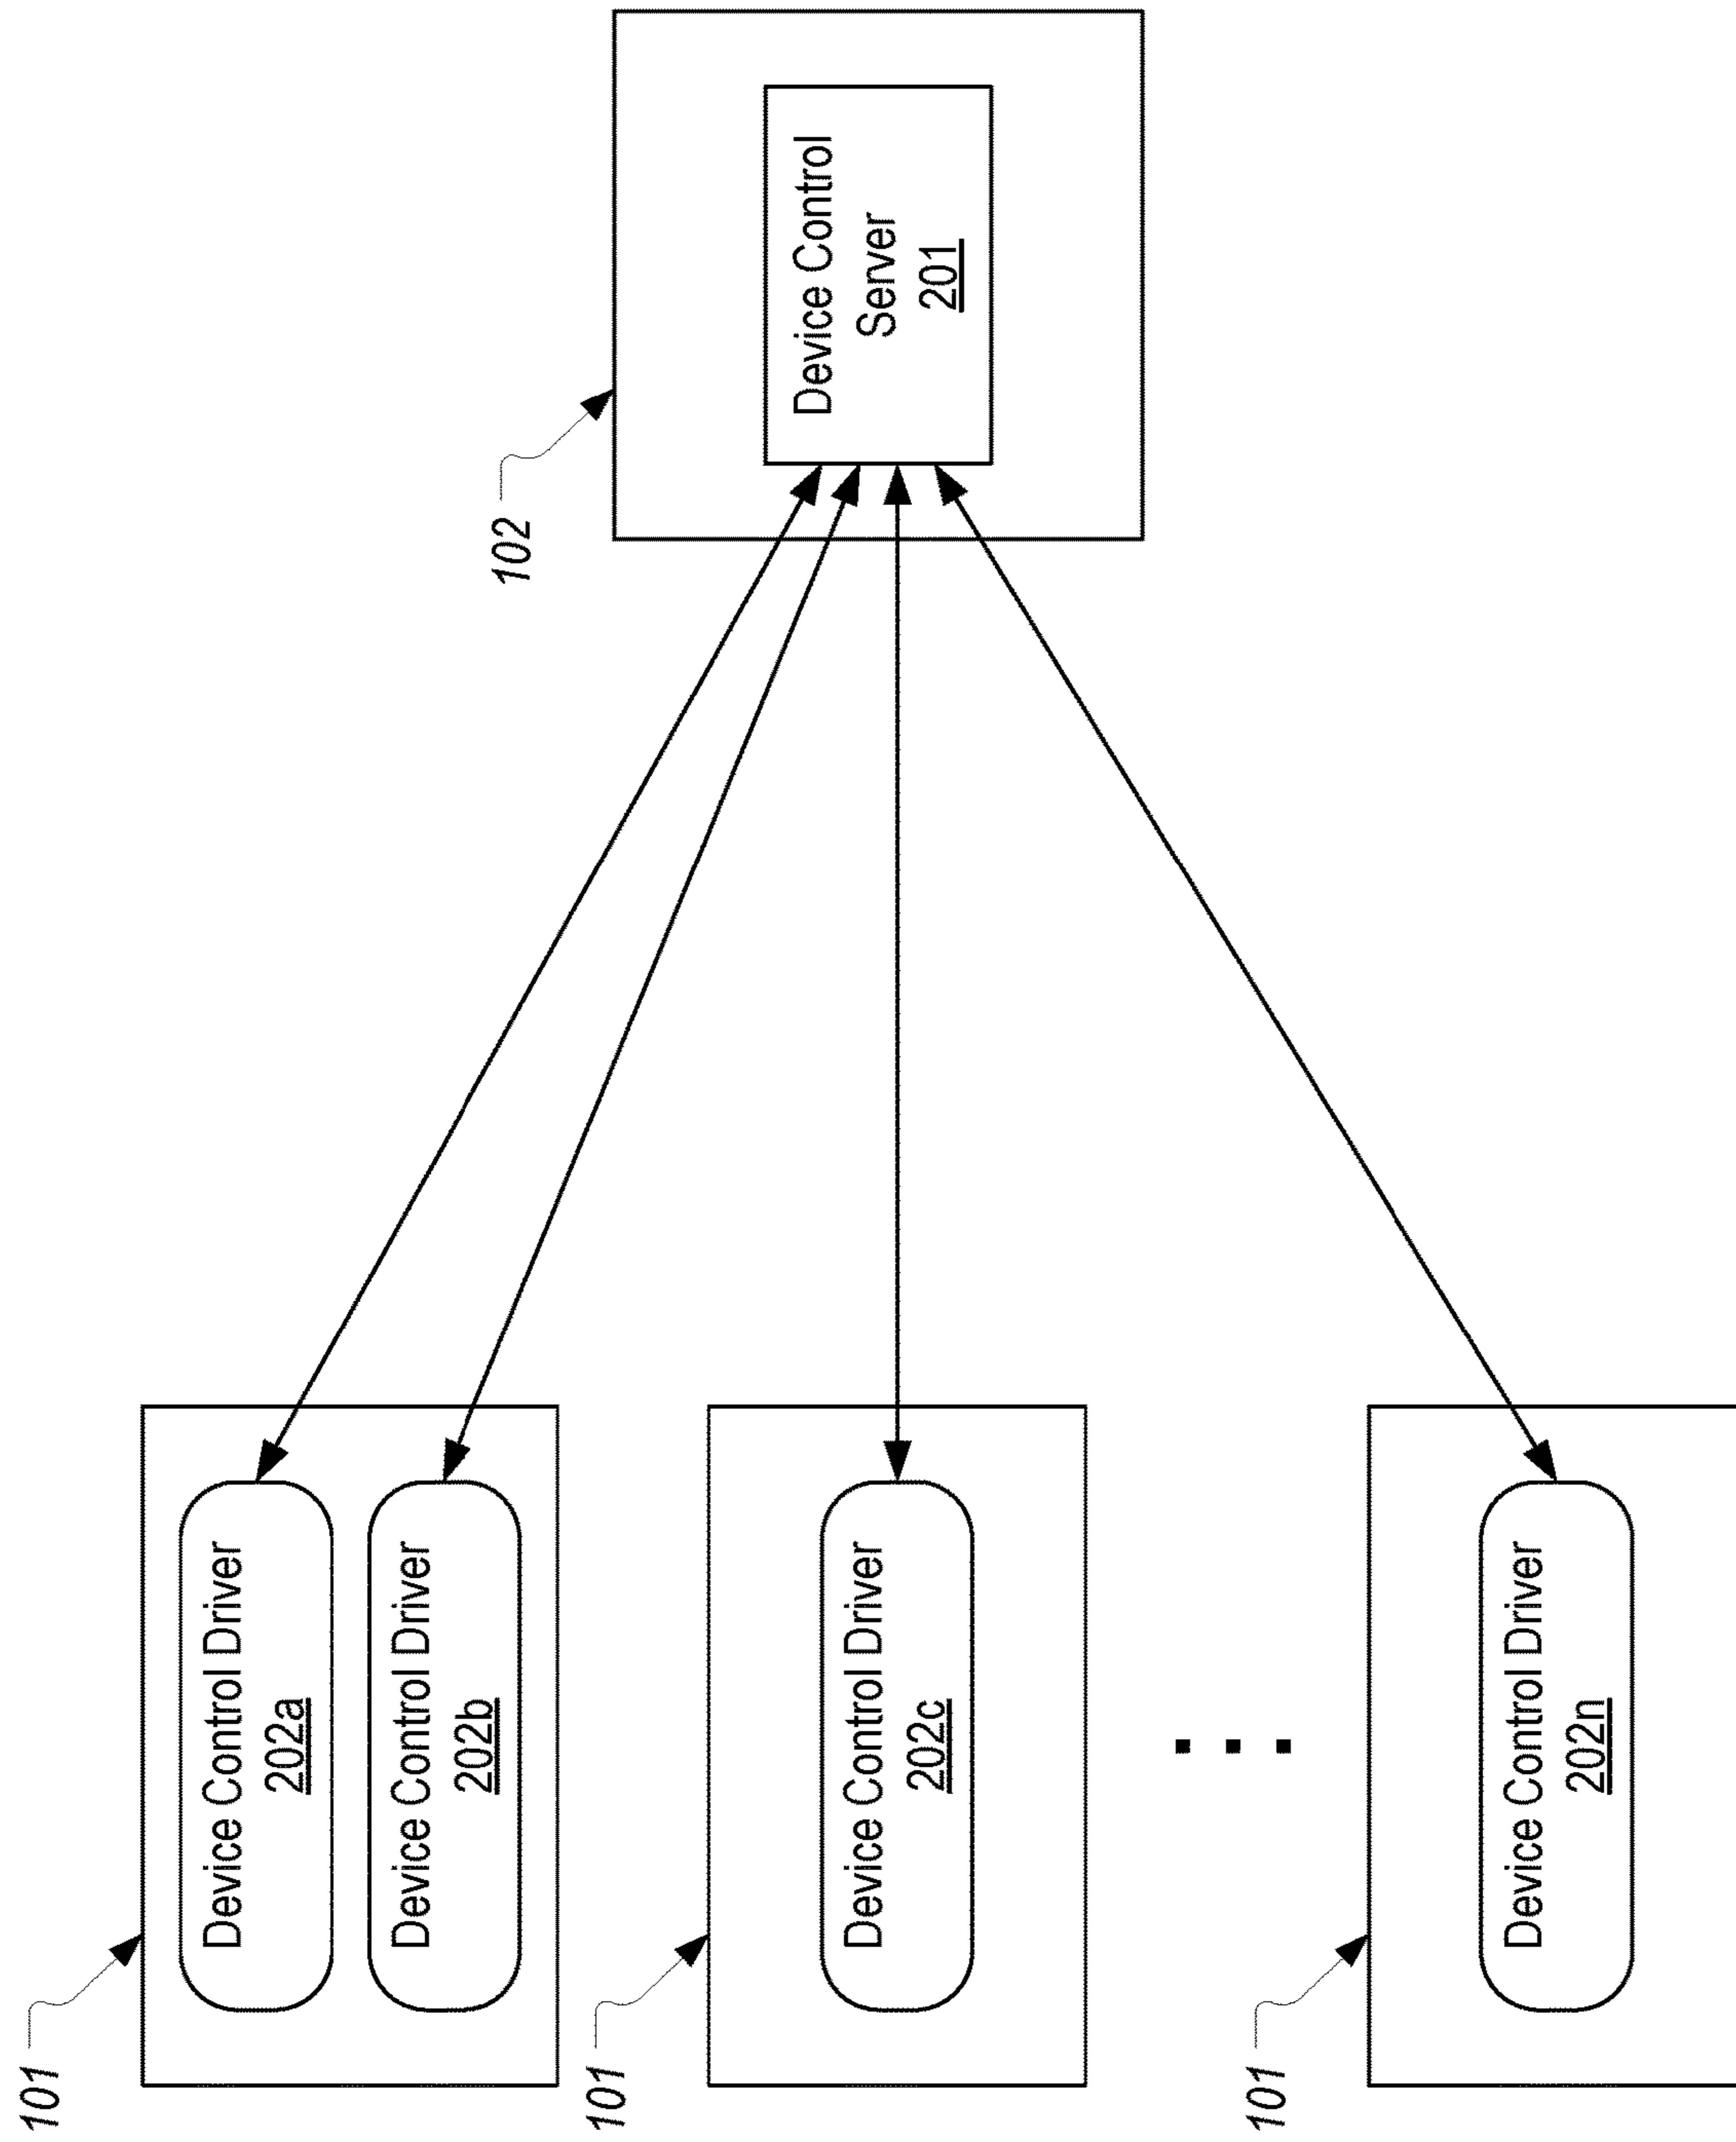 101
Device Control Driver
202a
Device Control Driver
202b
101
Device Control Driver
202c
101
Device Control Driver
202n
102
Device Control
Server
201